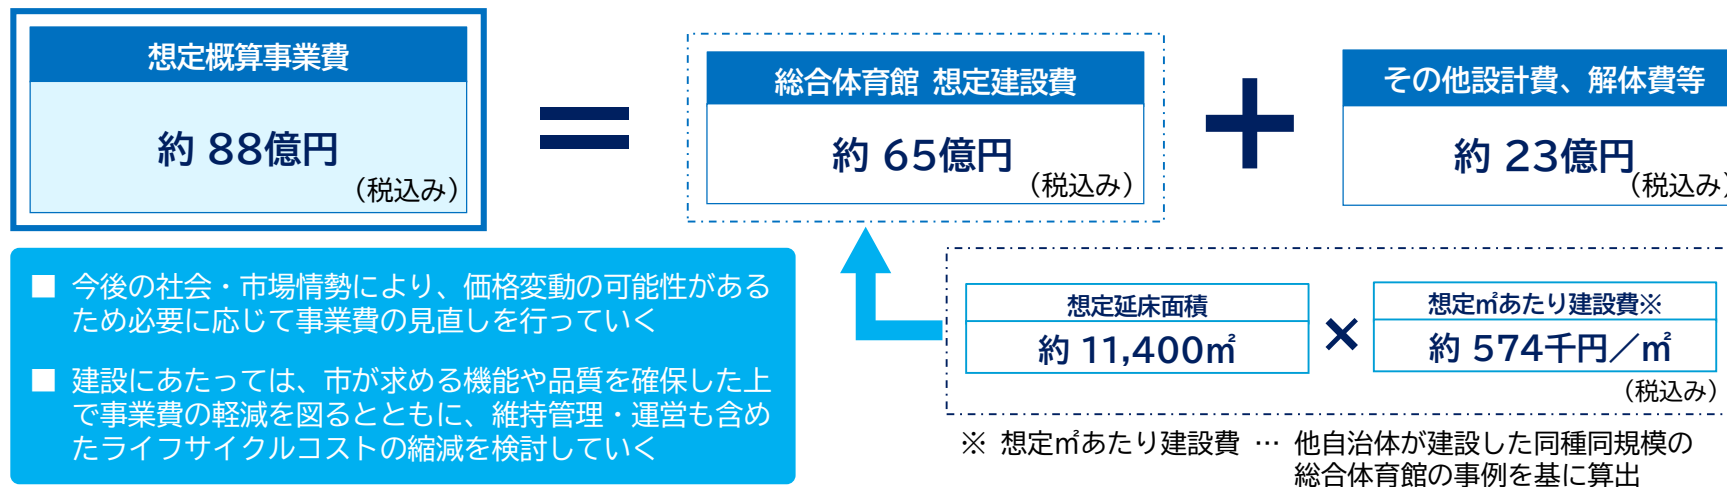 想定概算事業費
約 88億円
（税込み）
＝
総合体育館 想定建設費
約 65億円
（税込み）
＋
その他設計費、解体費等
約 23億円
（税込み）
■ 今後の社会・市場情勢により、価格変動の可能性がある
ため必要に応じて事業費の見直しを行っていく
■ 建設にあたっては、市が求める機能や品質を確保した上
で事業費の軽減を図るとともに、維持管理・運営も含め
たライフサイクルコストの縮減を検討していく
想定延床面積
約 11,400㎡
×
想定㎡あたり建設費※
約 574千円／㎡
（税込み）
※ 想定㎡あたり建設費 … 他自治体が建設した同種同規模の
総合体育館の事例を基に算出